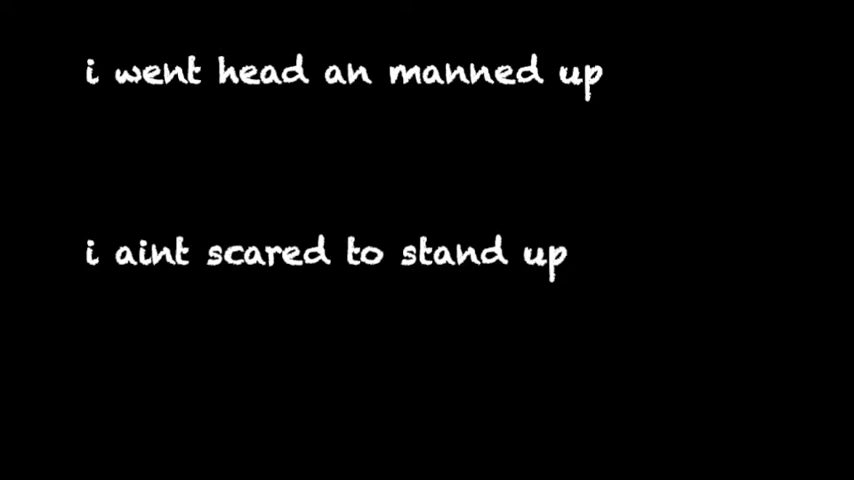 i went head an manned up
i aint scared to stand up